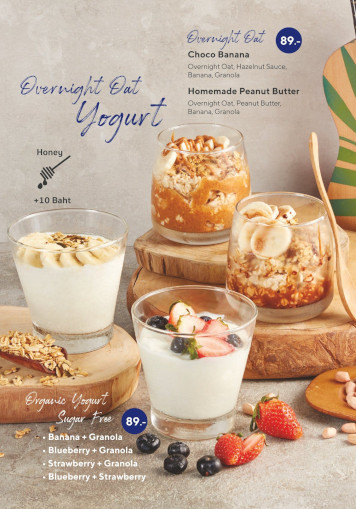 Overnight Oat
89.-
Choco Banana
Overnight Oat, Hazelnut Sauce,
Banana, Granola
Homemade Peanut Butter
Overnight Oat, Peanut Butter,
Banana, Granola
Overnight Oat
Yogurt
Honey
+10 Baht
Organic Yogurt
Sugar Free
89.-
• Banana + Granola
• Blueberry + Granola
• Strawberry + Granola
• Blueberry + Strawberry